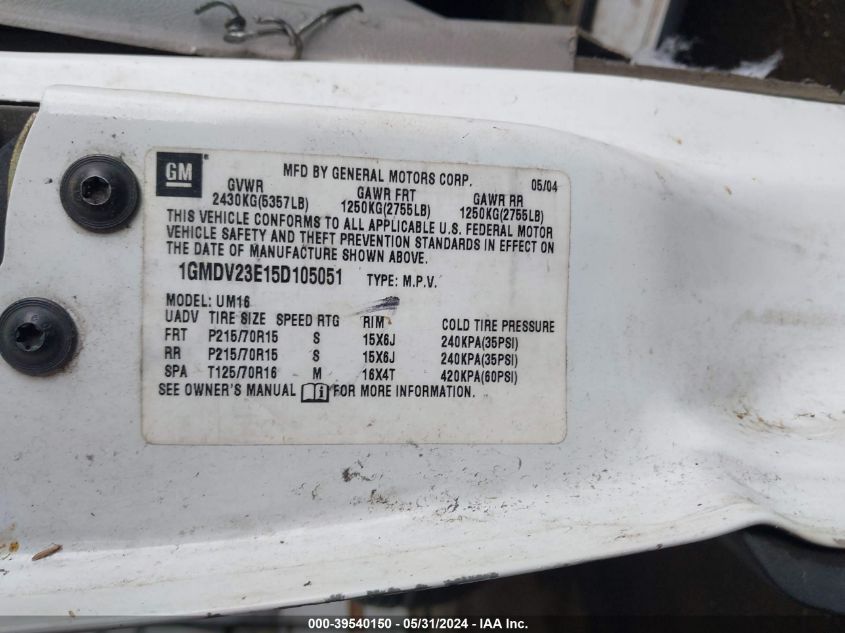 GM MFD BY GENERAL MOTORS CORP. 05/04
GVWR GAWR FRT GAWR RR
2430KG(5357LB) 1250KG(2755LB) 1250KG(2755LB)
THIS VEHICLE CONFORMS TO ALL APPLICABLE U.S. FEDERAL MOTOR
VEHICLE SAFETY AND THEFT PREVENTION STANDARDS IN EFFECT ON
THE DATE OF MANUFACTURE SHOWN ABOVE.
1GMDV23E15D105051 TYPE: M.P.V.
MODEL: UM16
UADV TIRE SIZE SPEED RTG RIM COLD TIRE PRESSURE
FRT P215/70R15 S 15X6J 240KPA(35PSI)
RR P215/70R15 S 15X6J 240KPA(35PSI)
SPA T125/70R16 M 16X4T 420KPA(60PSI)
SEE OWNER'S MANUAL FOR MORE INFORMATION.
000-39540150 - 05/31/2024 - IAA Inc.